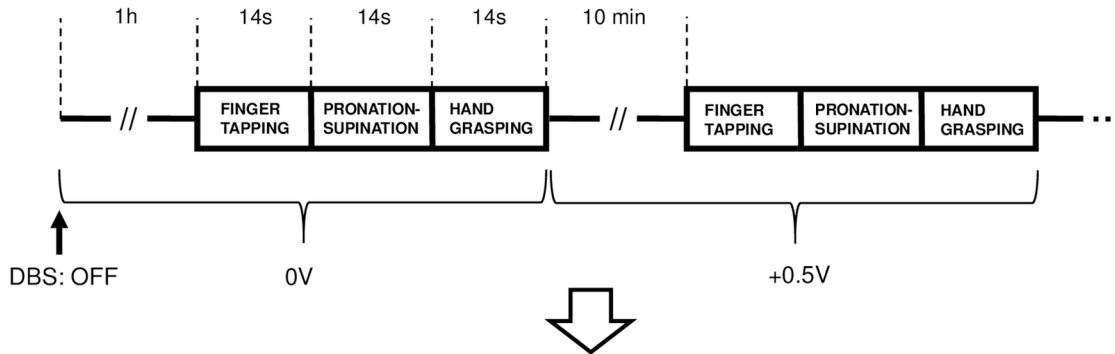 1h 14s 14s 14s 10 min
// FINGER TAPPING PRONATION-SUPINATION HAND GRASPING // FINGER TAPPING PRONATION-SUPINATION HAND GRASPING ..
DBS: OFF 0V +0.5V